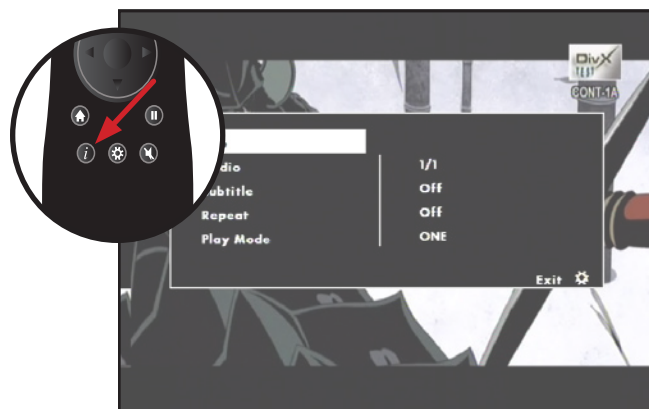 DivX
CONT-1A
1/1
Off
Repeat Off
Play Mode ONE
Exit
i